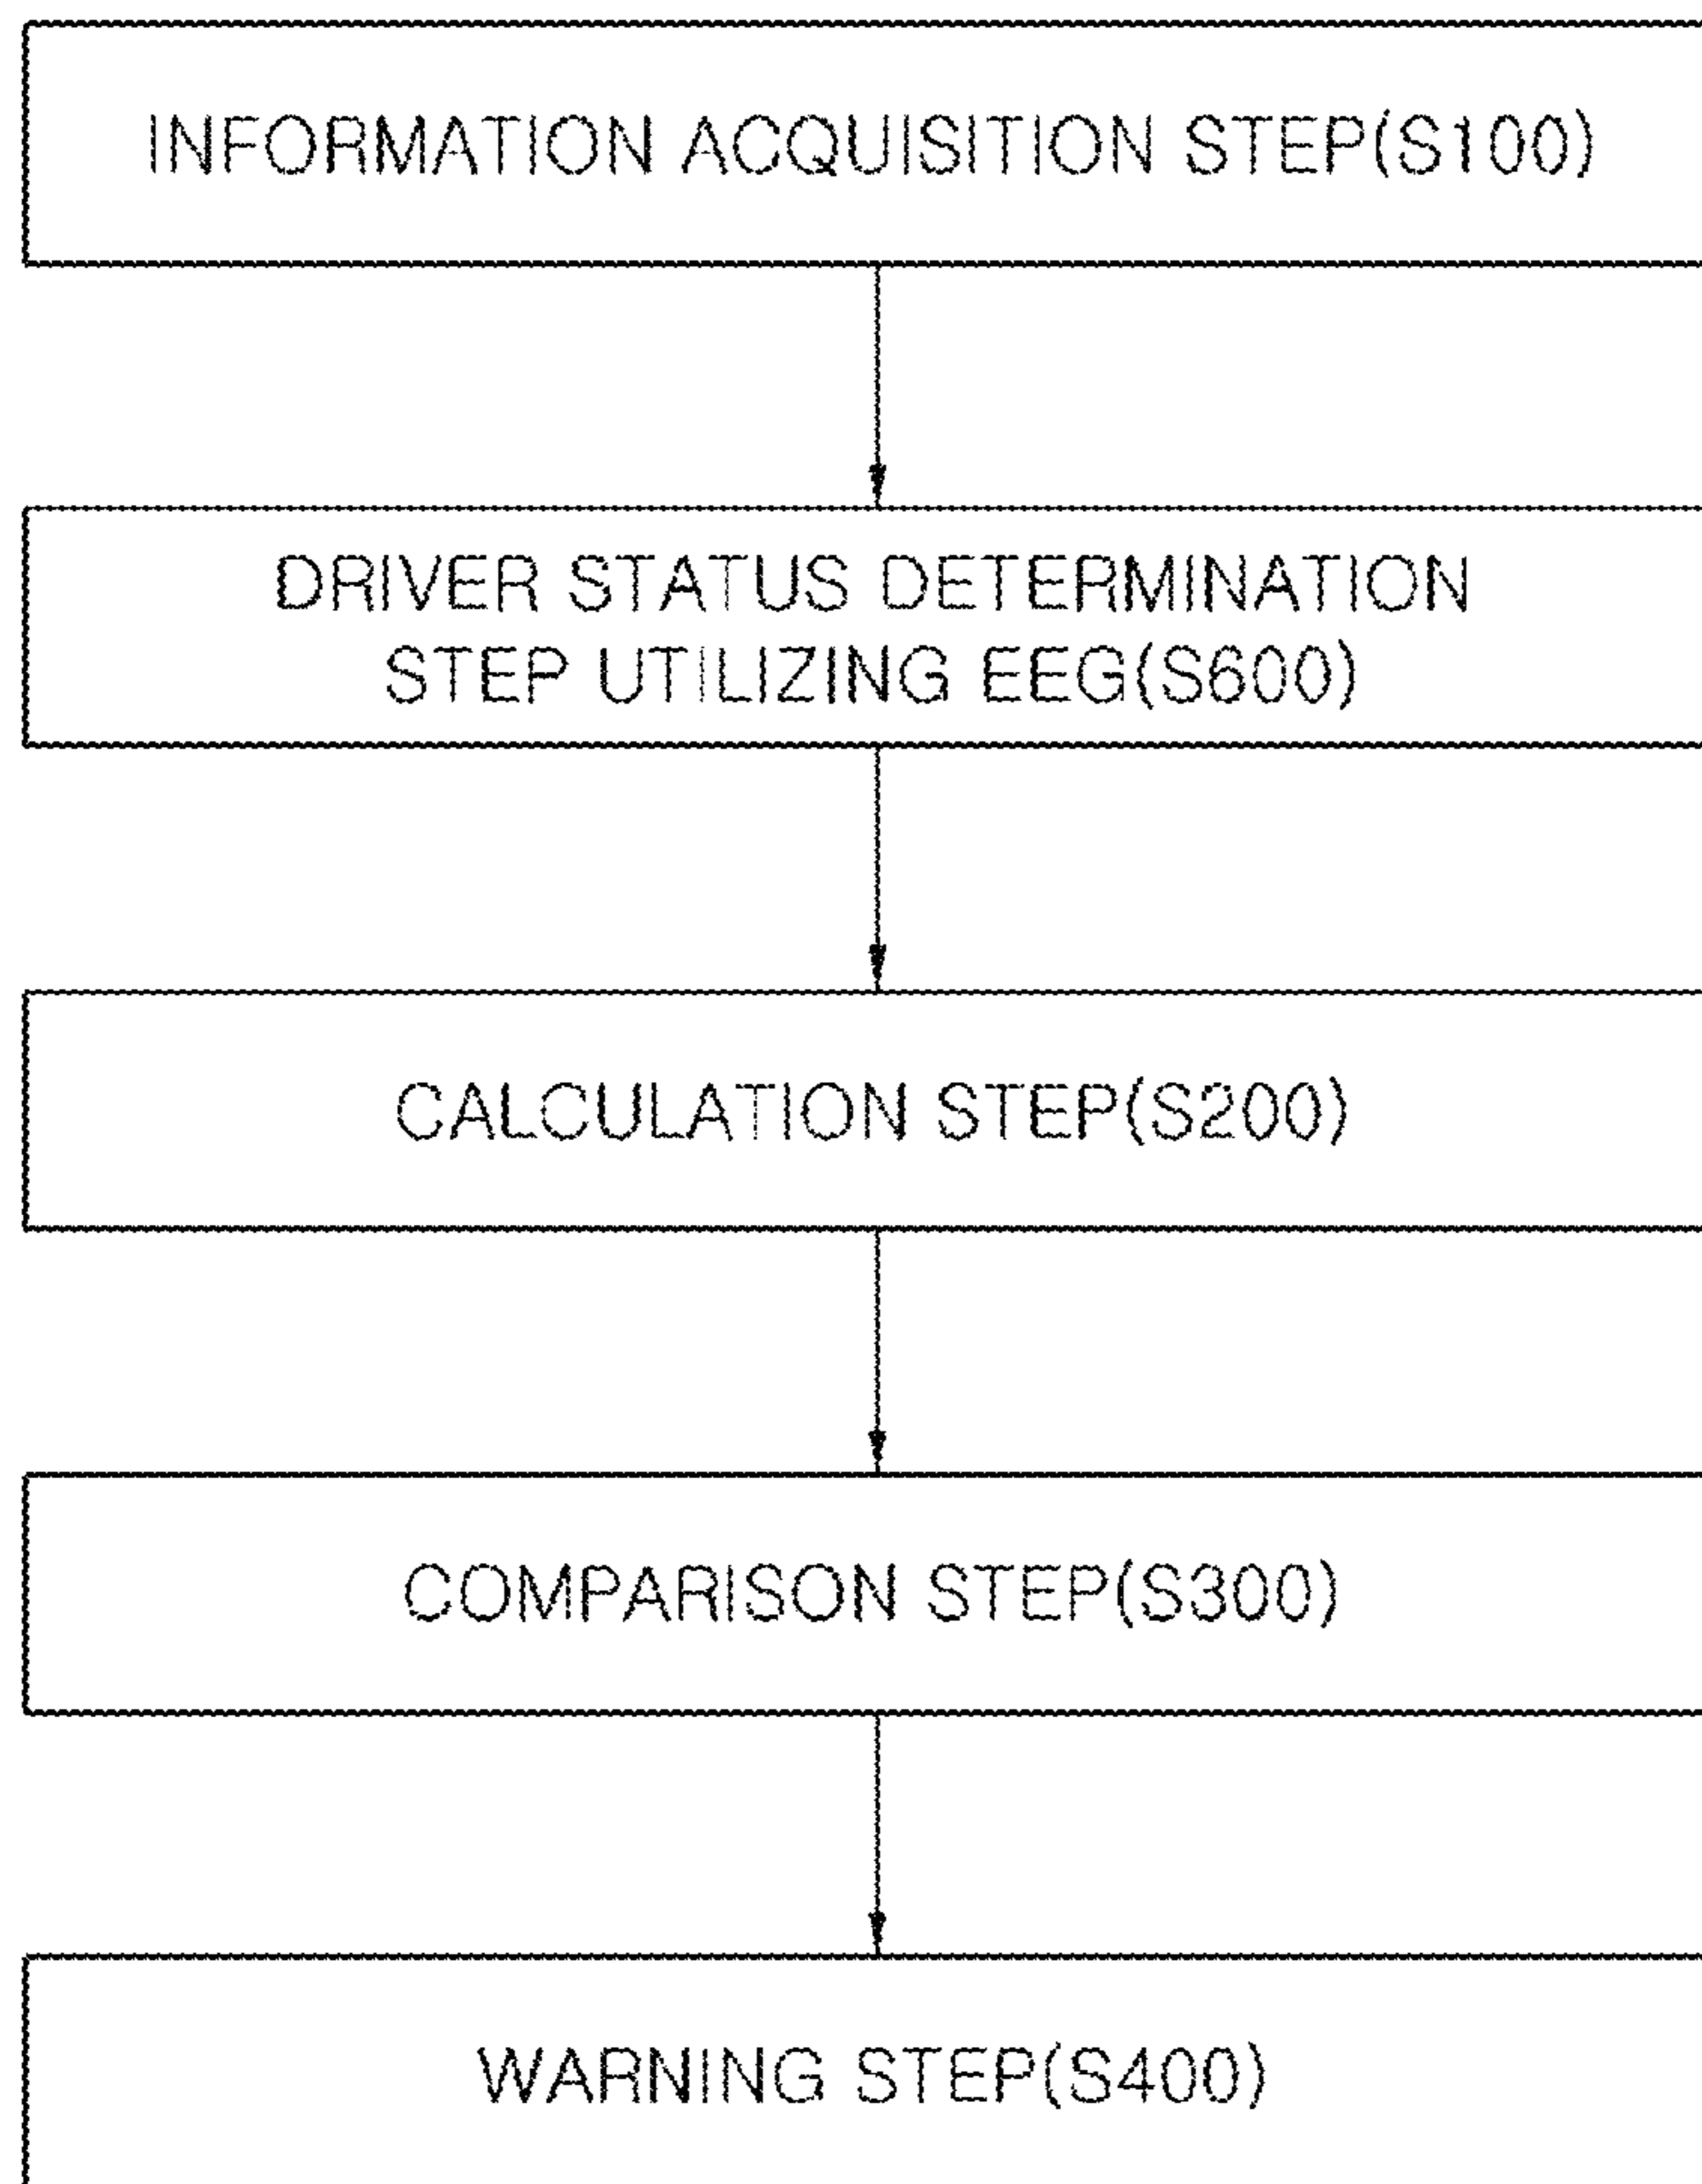 INFORMATION ACQUISITION STEP(S100)
DRIVER STATUS DETERMINATION
STEP UTILIZING EEG(S600)
CALCULATION STEP(S200)
COMPARISON STEP(S300)
WARNING STEP(S400)